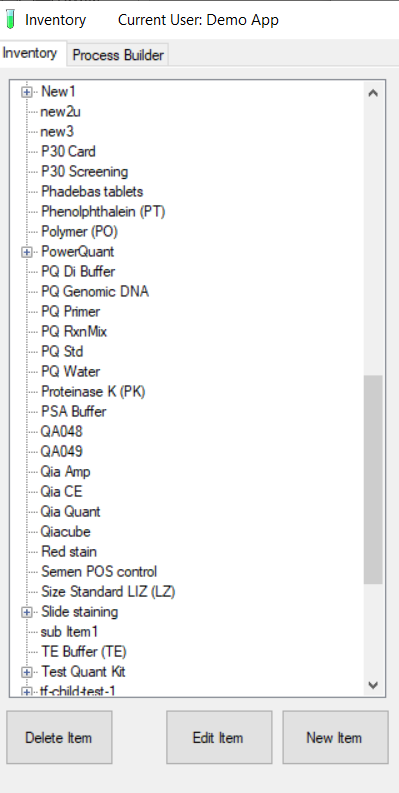 Inventory Current User: Demo App
Inventory Process Builder
New1
new2u
new3
P30 Card
P30 Screening
Phadebas tablets
Phenolphthalein (PT)
Polymer (PO)
PowerQuant
PQ Di Buffer
PQ Genomic DNA
PQ Primer
PQ RxnMix
PQ Std
PQ Water
Proteinase K (PK)
PSA Buffer
QA048
QA049
Qia Amp
Qia CE
Qia Quant
Qiacube
Red stain
Semen POS control
Size Standard LIZ (LZ)
Slide staining
sub Item1
TE Buffer (TE)
Test Quant Kit
tf-child-test-1
Delete Item Edit Item New Item